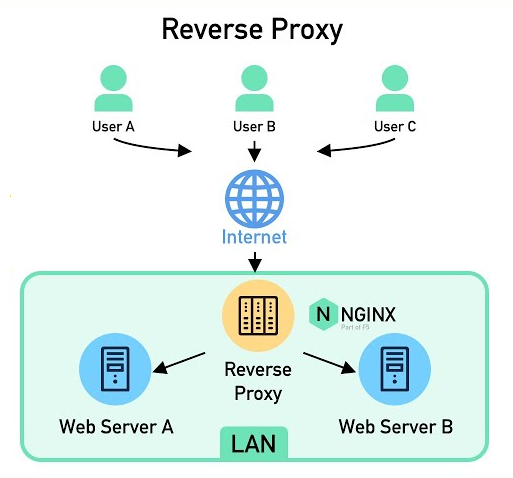 Reverse Proxy
User A
User B
User C
Internet
N NGINX
Part of F5
Reverse
Proxy
Web Server A
Web Server B
LAN